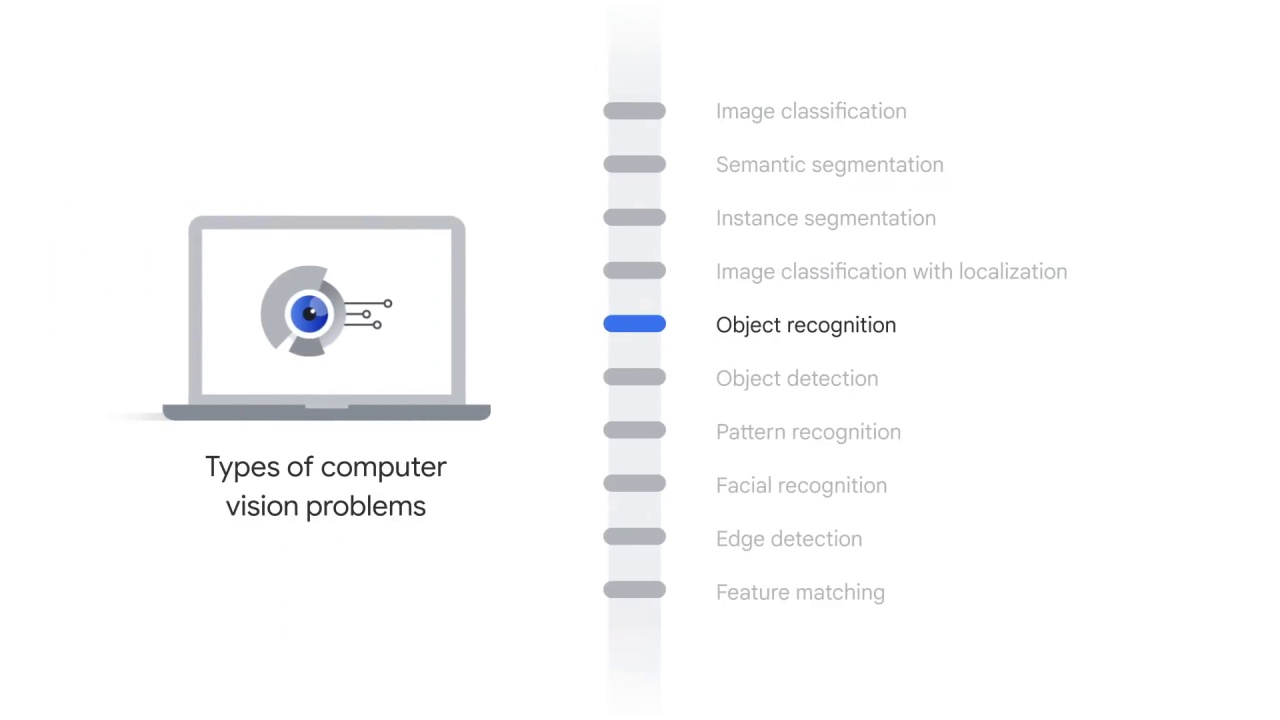 Types of computer
vision problems
Image classification
Semantic segmentation
Instance segmentation
Image classification with localization
Object recognition
Object detection
Pattern recognition
Facial recognition
Edge detection
Feature matching